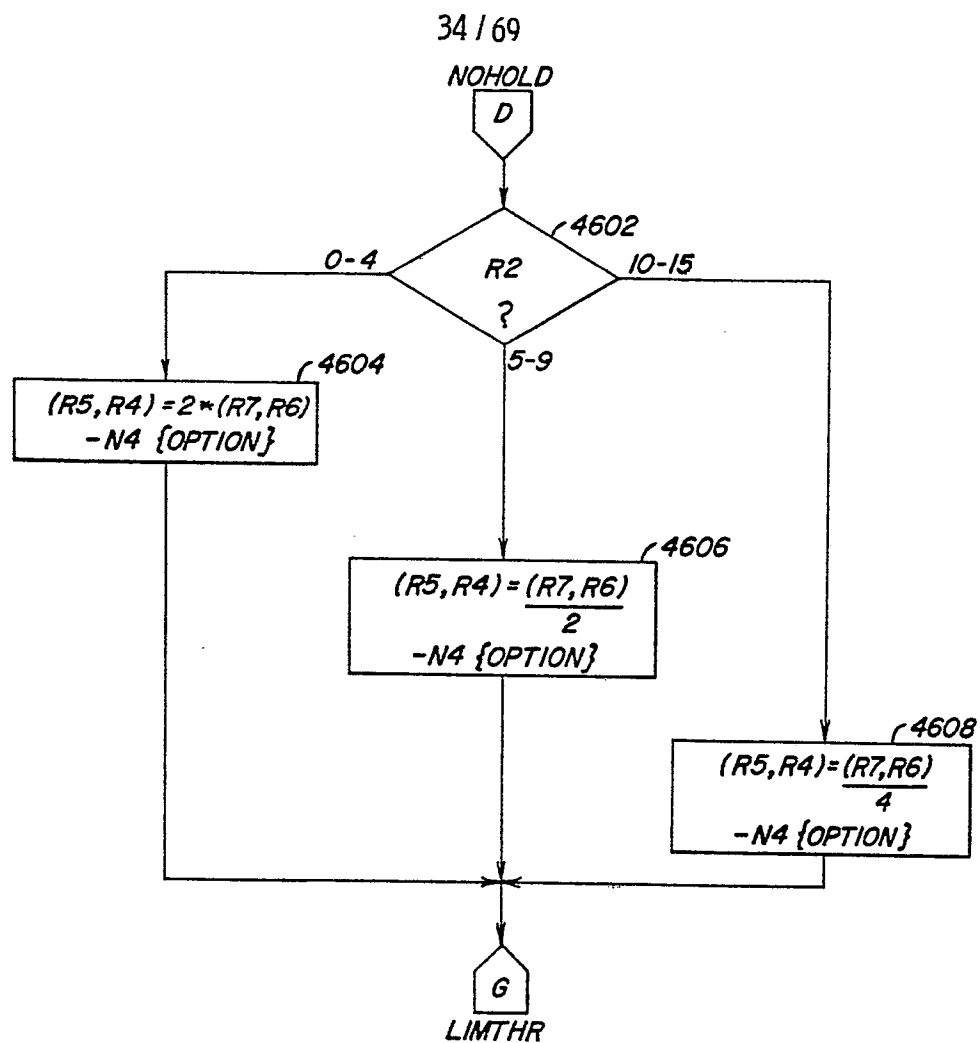 34 / 69
NOHOLD
D
4602
0-4
R2
?
10-15
5-9
4604
(R5, R4) = 2*(R7, R6)
-N4 {OPTION}
4606
(R5, R4) = (R7, R6)
2
-N4 {OPTION}
4608
(R5, R4) = (R7, R6)
4
-N4 {OPTION}
G
LIMTHR